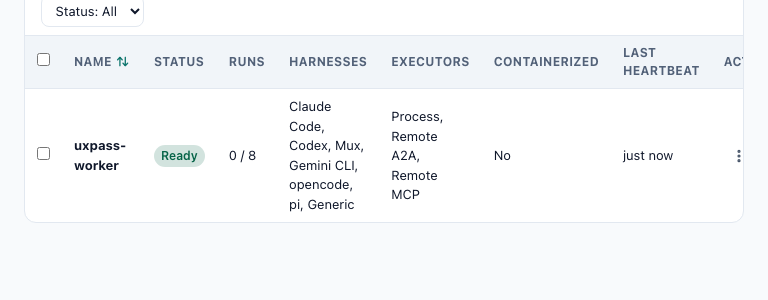 Status: All
NAME STATUS RUNS HARNESSES EXECUTORS CONTAINERIZED LAST HEARTBEAT
uxpass-worker
Ready
0 / 8
Claude
Code,
Codex, Mux,
Gemini CLI,
opencode,
pi, Generic
Process,
Remote
A2A,
Remote
MCP
No
just now